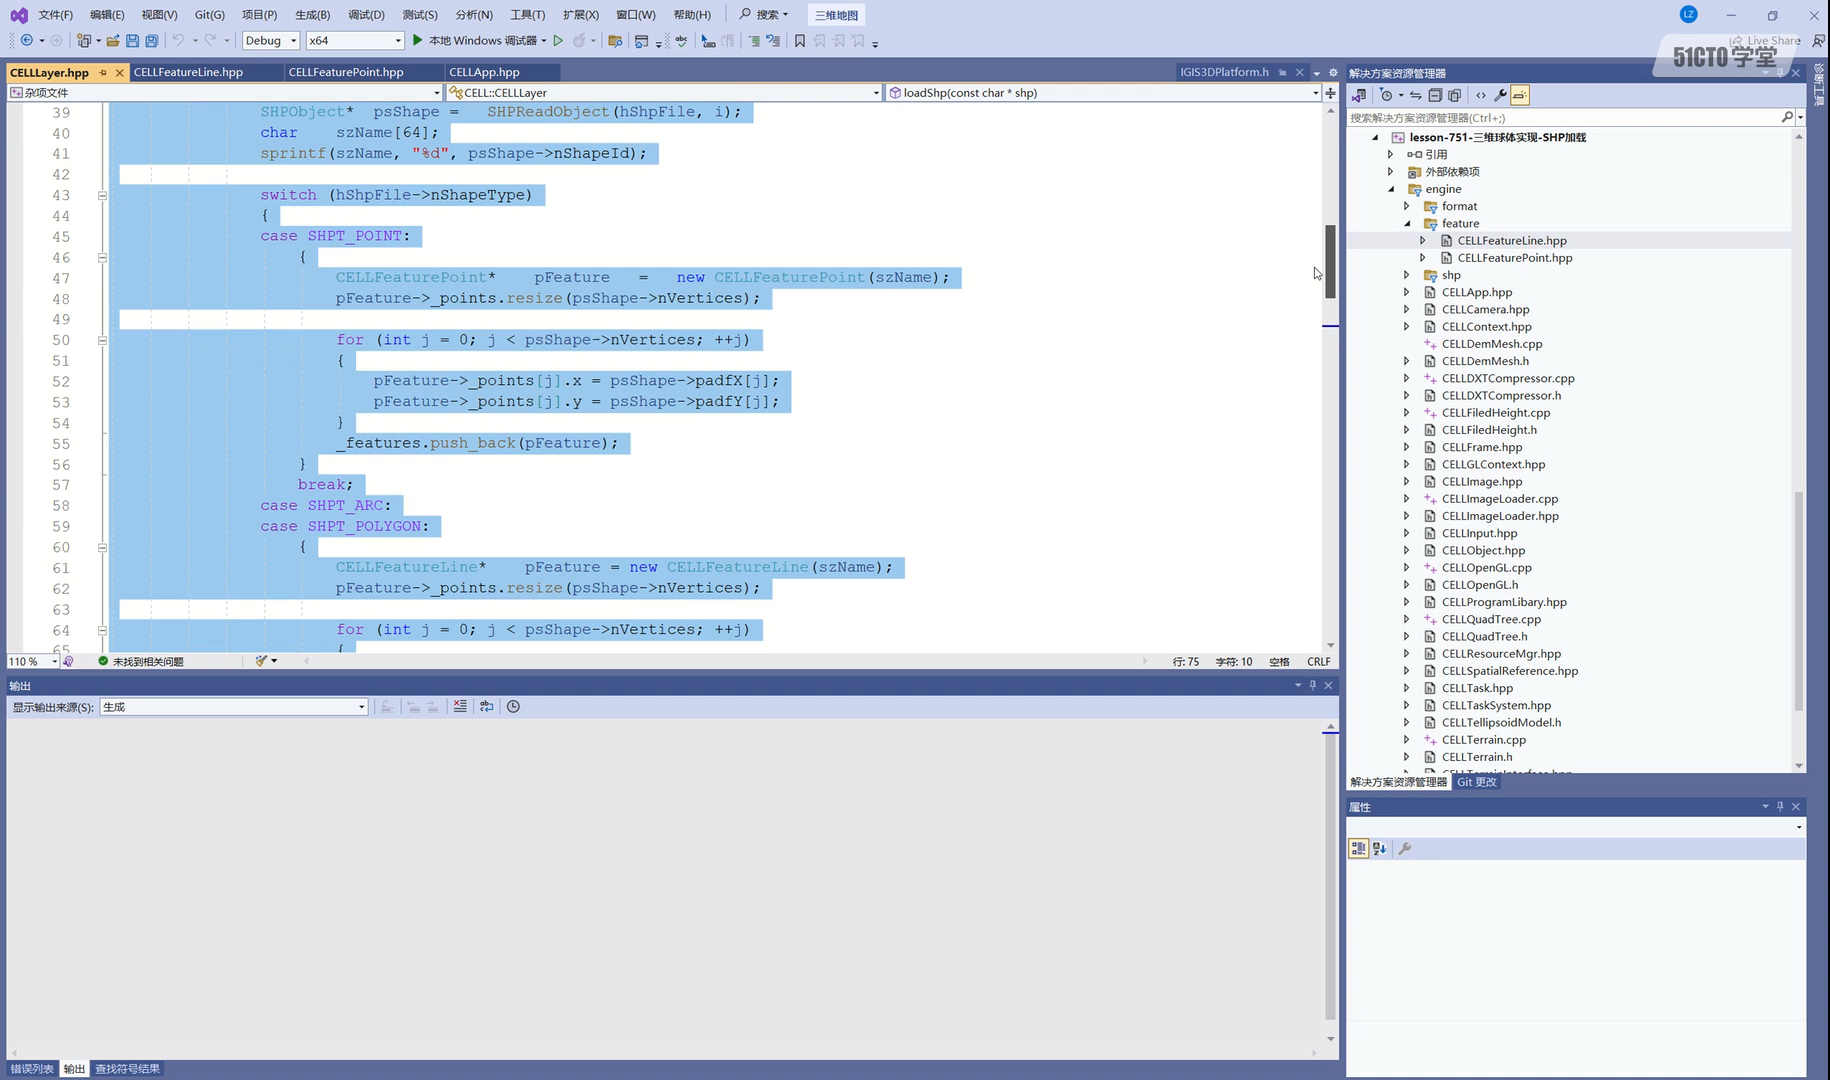 文件(F) 编辑(E) 视图(V) Git(G) 项目(P) 生成(B) 调试(D) 测试(S) 分析(N) 工具(T) 扩展(X) 窗口(W) 帮助(H) 搜索 三维地图 LZ
Debug x64 本地 Windows 调试器 Live Share
51CTO学堂
CELLLayer.hpp CELLFeatureLine.hpp CELLFeaturePoint.hpp CELLApp.hpp IGIS3DPlatform.h
杂项文件 CELL::CELLLayer loadShp(const char * shp)
39 SHPObject* psShape = SHPReadObject(hShpFile, i);
40 char szName[64];
41 sprintf(szName, "%d", psShape->nShapeId);
42
43 switch (hShpFile->nShapeType)
44 {
45 case SHPT_POINT:
46 {
47 CELLFeaturePoint* pFeature = new CELLFeaturePoint(szName);
48 pFeature->_points.resize(psShape->nVertices);
49
50 for (int j = 0; j < psShape->nVertices; ++j)
51 {
52 pFeature->_points[j].x = psShape->padfX[j];
53 pFeature->_points[j].y = psShape->padfY[j];
54 }
55 _features.push_back(pFeature);
56 }
57 break;
58 case SHPT_ARC:
59 case SHPT_POLYGON:
60 {
61 CELLFeatureLine* pFeature = new CELLFeatureLine(szName);
62 pFeature->_points.resize(psShape->nVertices);
63
64 for (int j = 0; j < psShape->nVertices; ++j)
65 {
110 % 未找到相关问题 行: 75 字符: 10 空格 CRLF
输出
显示输出来源(S): 生成
错误列表 输出 查找符号结果
解决方案资源管理器
搜索解决方案资源管理器(Ctrl+;)
lesson-751-三维球体实现-SHP加载
引用
外部依赖项
engine
format
feature
CELLFeatureLine.hpp
CELLFeaturePoint.hpp
shp
CELLApp.hpp
CELLCamera.hpp
CELLContext.hpp
CELLDemMesh.cpp
CELLDemMesh.h
CELLDXTCompressor.cpp
CELLDXTCompressor.h
CELLFiledHeight.cpp
CELLFiledHeight.h
CELLFrame.hpp
CELLGLContext.hpp
CELLImage.hpp
CELLImageLoader.cpp
CELLImageLoader.hpp
CELLInput.hpp
CELLObject.hpp
CELLOpenGL.cpp
CELLOpenGL.h
CELLProgramLibary.hpp
CELLQuadTree.cpp
CELLQuadTree.h
CELLResourceMgr.hpp
CELLSpatialReference.hpp
CELLTask.hpp
CELLTaskSystem.hpp
CELLTellipsoidModel.h
CELLTerrain.cpp
CELLTerrain.h
CELLTerrainInterface.hpp
解决方案资源管理器 Git 更改
属性
诊断工具